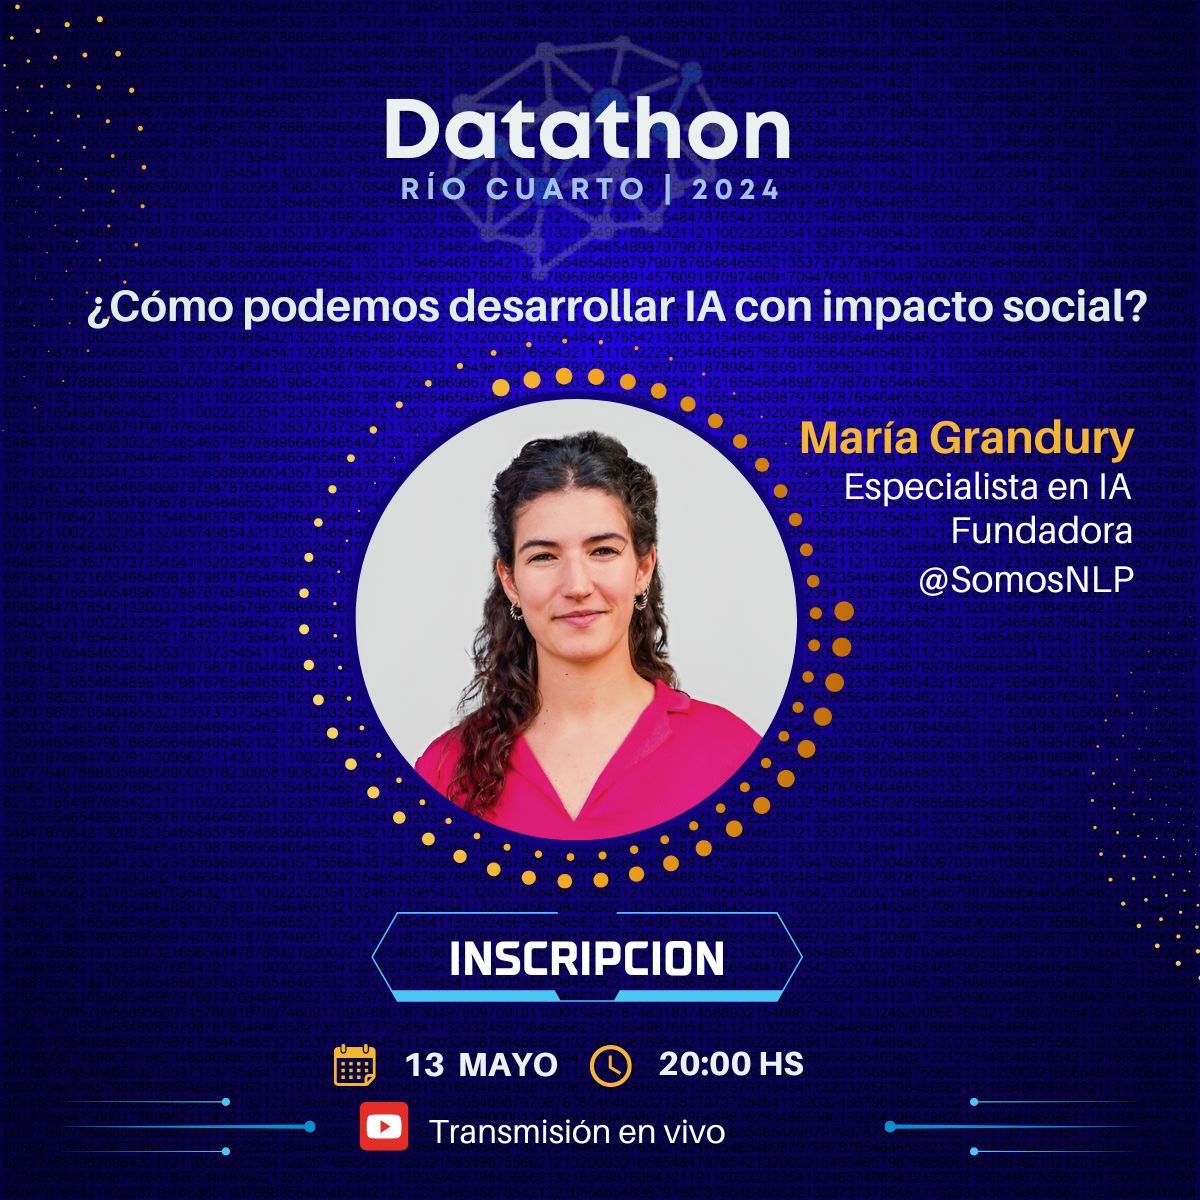 Datathon
RÍO CUARTO | 2024
¿Cómo podemos desarrollar IA con impacto social?
María Grandury
Especialista en IA
Fundadora
@SomosNLP
INSCRIPCION
13 MAYO
20:00 HS
Transmisión en vivo